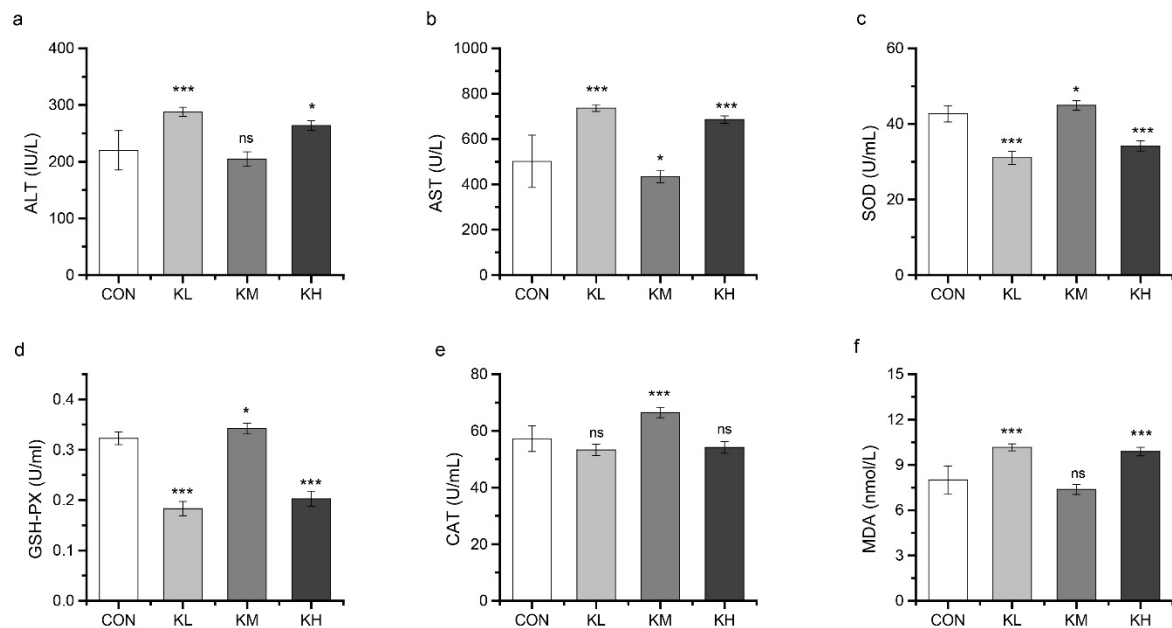 a
ALT (IU/L)
400
300
200
100
0
***
ns
*
CON KL KM KH
b
AST (U/L)
1000
800
600
400
200
0
***
*
***
CON KL KM KH
c
SOD (U/mL)
60
40
20
0
***
*
***
CON KL KM KH
d
GSH-PX (U/ml)
0.4
0.3
0.2
0.1
0.0
***
*
***
CON KL KM KH
e
CAT (U/mL)
80
60
40
20
0
ns
***
ns
CON KL KM KH
f
MDA (nmol/L)
15
12
9
6
3
0
***
ns
***
CON KL KM KH